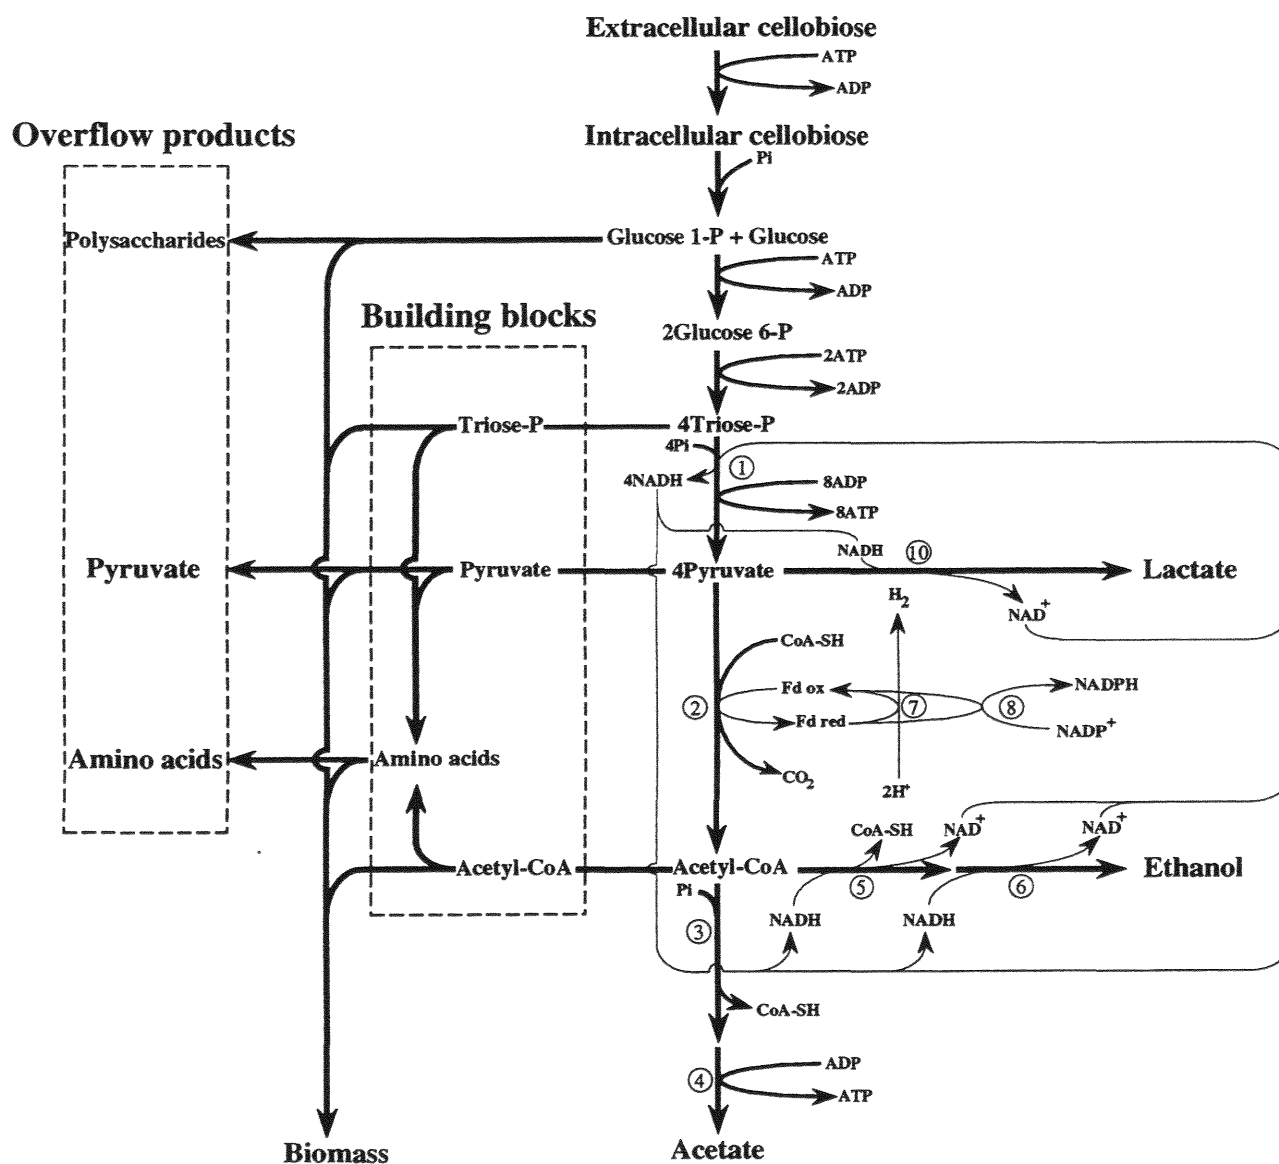 Extracellular cellobiose
ATP
ADP
Overflow products
Intracellular cellobiose
Pi
Polysaccharides
Glucose 1-P + Glucose
ATP
ADP
Building blocks
2Glucose 6-P
2ATP
2ADP
Triose-P
4Triose-P
4Pi
1
4NADH
8ADP
8ATP
NADH
10
Pyruvate
Pyruvate
4Pyruvate
Lactate
H2
NAD+
CoA-SH
Fd ox
NADPH
2
7
8
Fd red
NADP+
Amino acids
Amino acids
CO2
2H+
CoA-SH
NAD+
NAD+
Acetyl-CoA
Acetyl-CoA
Ethanol
5
6
Pi
NADH
NADH
3
CoA-SH
ADP
4
ATP
Biomass
Acetate